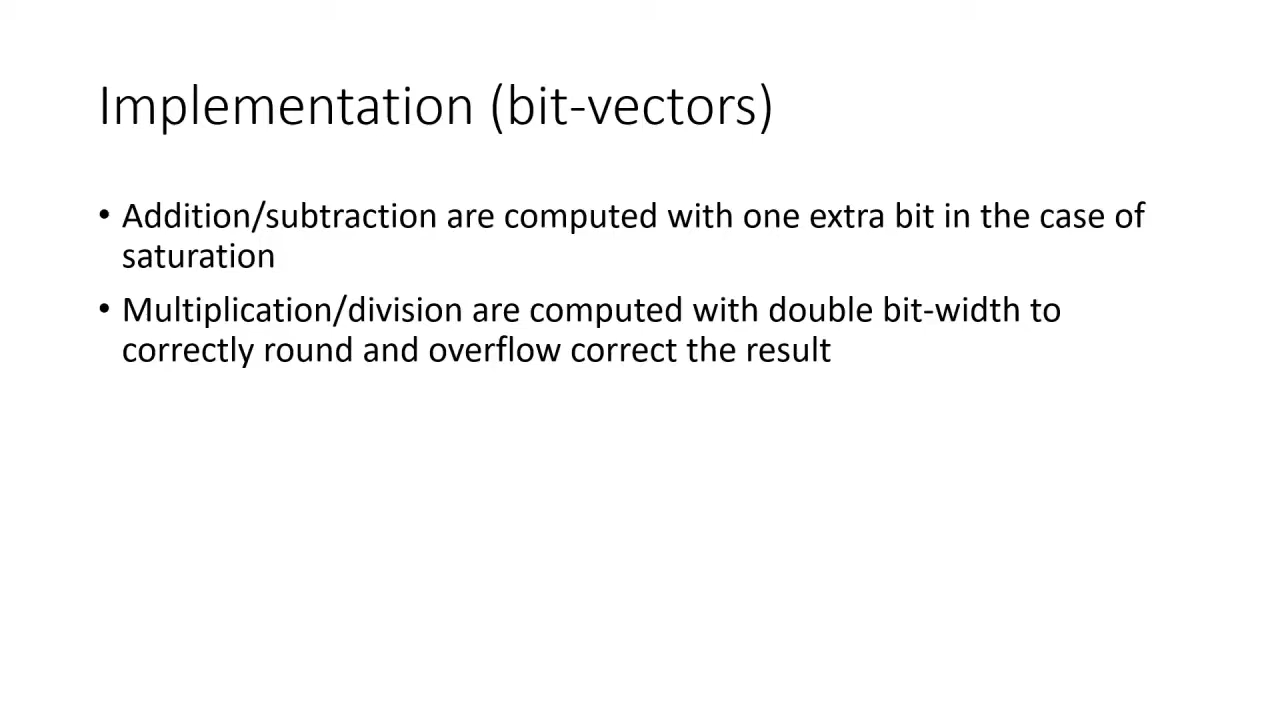 Implementation (bit-vectors)
• Addition/subtraction are computed with one extra bit in the case of
saturation
• Multiplication/division are computed with double bit-width to
correctly round and overflow correct the result